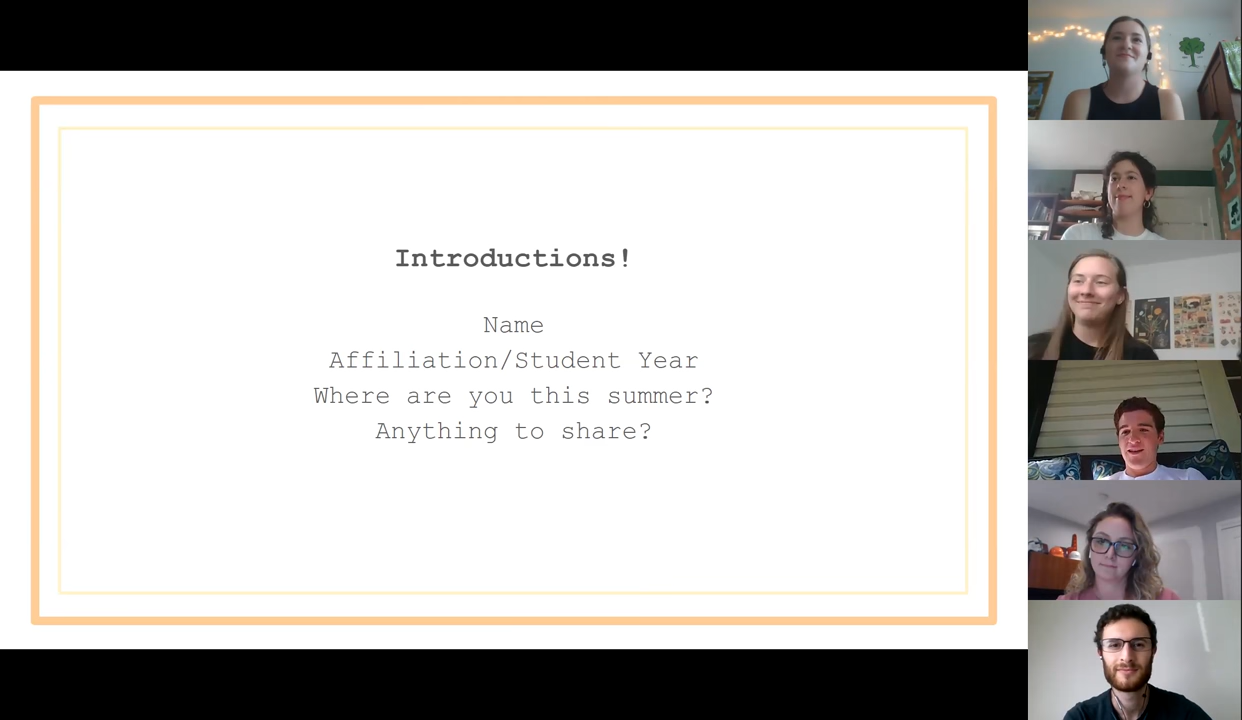 Introductions!
Name
Affiliation/Student Year
Where are you this summer?
Anything to share?